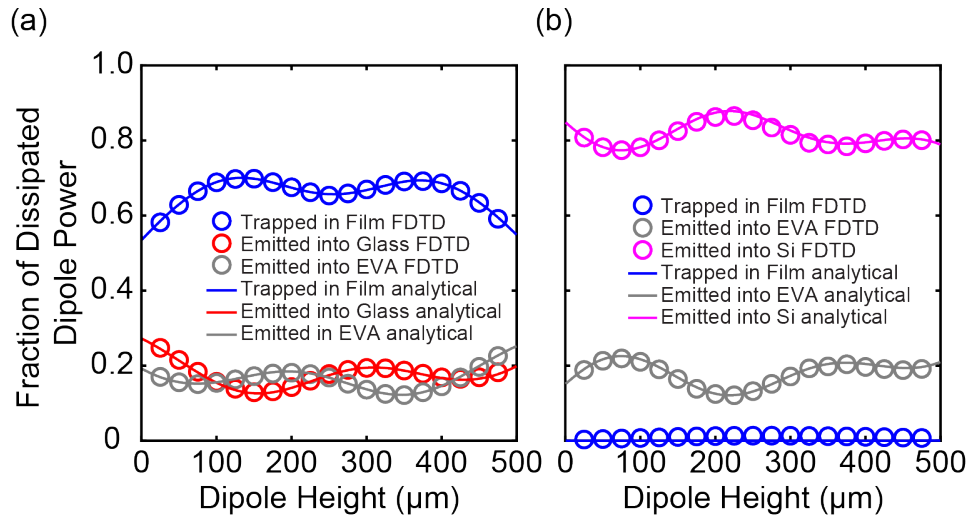 (a)
(b)
Fraction of Dissipated
Dipole Power
1.0
0.8
0.6
0.4
0.2
0
Trapped in Film FDTD
Emitted into Glass FDTD
Emitted into EVA FDTD
Trapped in Film analytical
Emitted into Glass analytical
Emitted in EVA analytical
0 100 200 300 400 500
Dipole Height (µm)
Trapped in Film FDTD
Emitted into EVA FDTD
Emitted into Si FDTD
Trapped in Film analytical
Emitted into EVA analytical
Emitted into Si analytical
0 100 200 300 400 500
Dipole Height (µm)